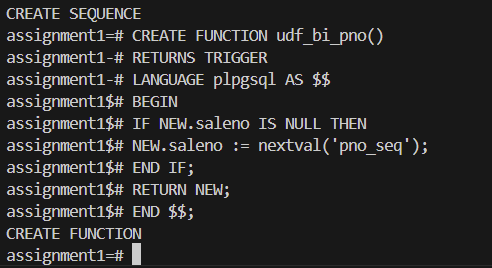 CREATE SEQUENCE
assignment1=# CREATE FUNCTION udf_bi_pno()
assignment1-# RETURNS TRIGGER
assignment1-# LANGUAGE plpgsql AS $$
assignment1$# BEGIN
assignment1$# IF NEW.saleno IS NULL THEN
assignment1$# NEW.saleno := nextval('pno_seq');
assignment1$# END IF;
assignment1$# RETURN NEW;
assignment1$# END $$;
CREATE FUNCTION
assignment1=#